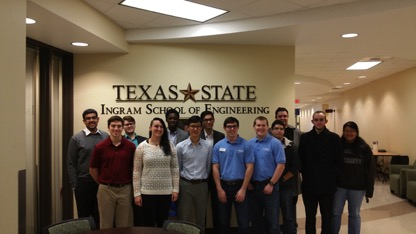 TEXAS★STATE
INGRAM SCHOOL OF ENGINEERING